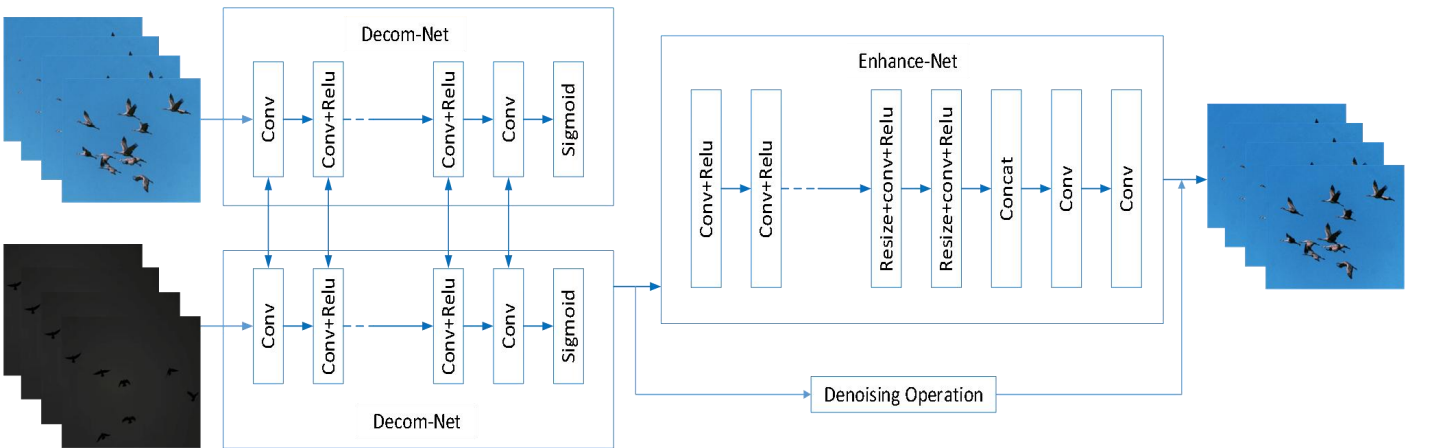 Decom-Net
Conv
Conv+Relu
Conv+Relu
Conv
Sigmoid
Conv
Conv+Relu
Conv+Relu
Conv
Sigmoid
Decom-Net
Enhance-Net
Conv+Relu
Conv+Relu
Resize+conv+Relu
Resize+conv+Relu
Concat
Conv
Conv
Denoising Operation